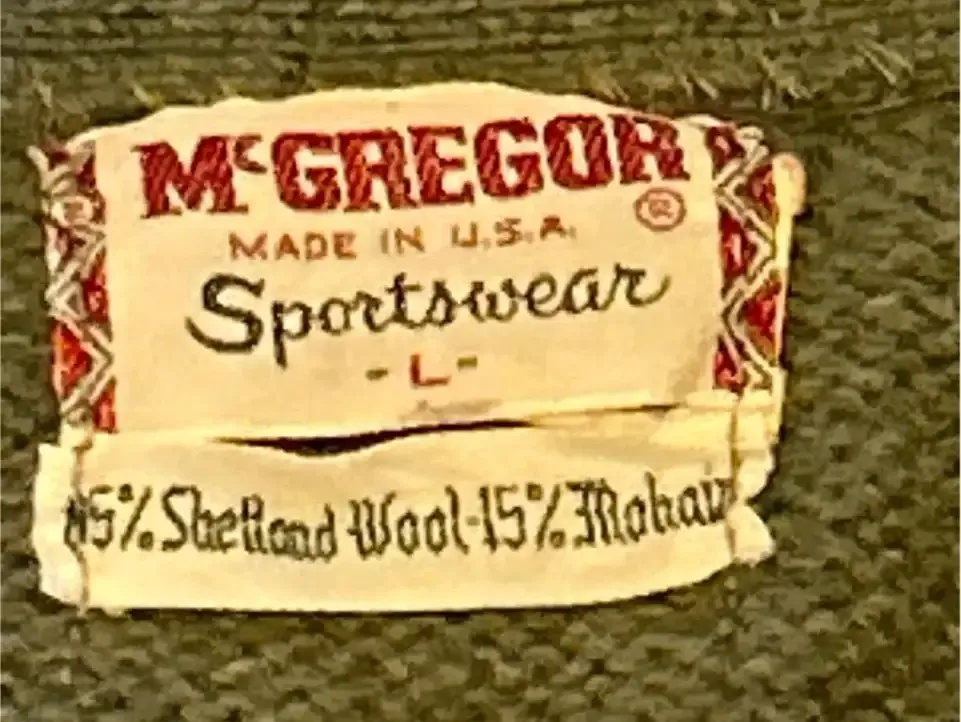 McGREGOR
®
MADE IN U.S.A.
Sportswear
- L -
85% Shetland Wool-15% Mohair